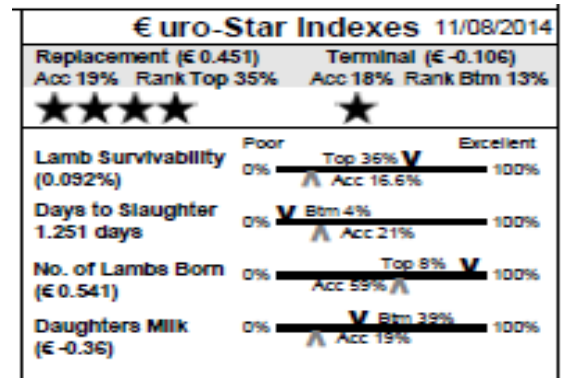 € uro-Star Indexes 11/08/2014
Replacement (€ 0.451) Terminal (€ -0.106)
Acc 19% Rank Top 35% Acc 18% Rank Btm 13%
Poor Excellent
Lamb Survivability 0% Top 36% 100%
(0.092%) Acc 16.6%
Days to Slaughter 0% Btm 4% 100%
1.251 days Acc 21%
No. of Lambs Born 0% Top 8% 100%
(€ 0.541) Acc 59%
Daughters Milk 0% Btm 39% 100%
(€ -0.36) Acc 19%